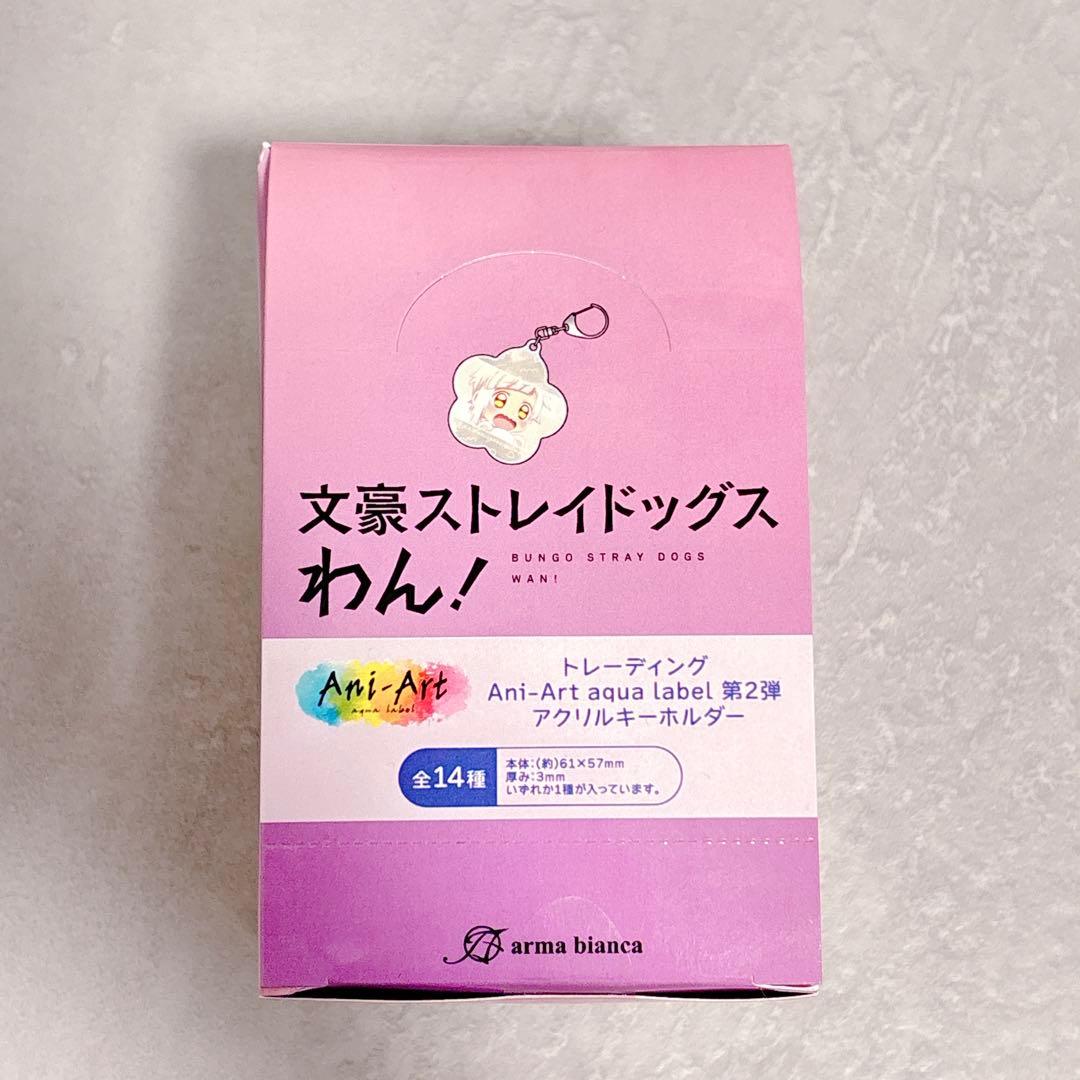 文豪ストレイドッグス
わん!
BUNGO STRAY DOGS
WAN!
Ani-Art
aqua label
トレーディング
Ani-Art aqua label 第2弾
アクリルキーホルダー
全14種
本体:(約)61×57mm
厚み:3mm
いずれか1種が入っています。
arma bianca